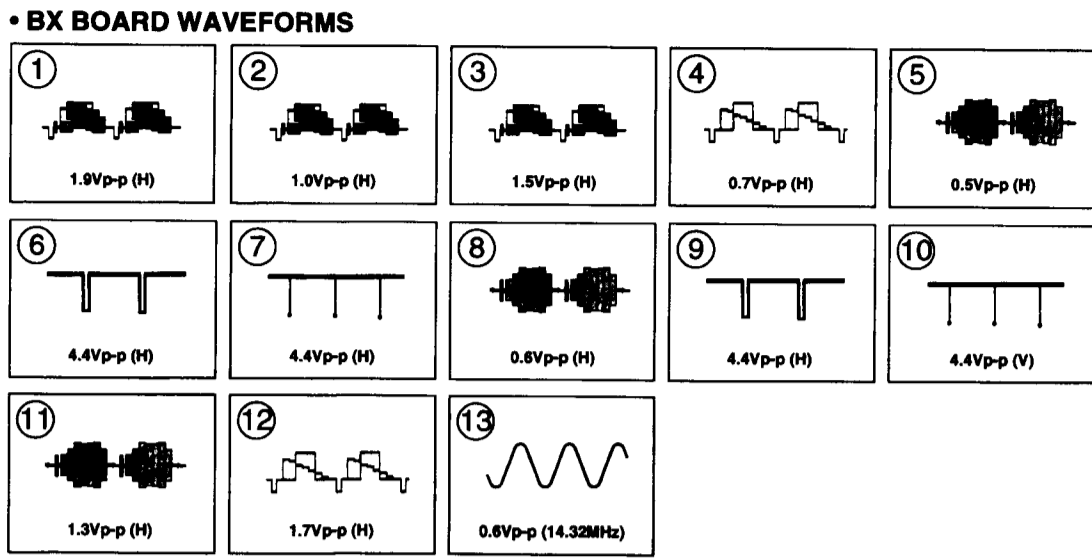 • BX BOARD WAVEFORMS
1 2 3 4 5
1.9Vp-p (H) 1.0Vp-p (H) 1.5Vp-p (H) 0.7Vp-p (H) 0.5Vp-p (H)
6 7 8 9 10
4.4Vp-p (H) 4.4Vp-p (H) 0.6Vp-p (H) 4.4Vp-p (H) 4.4Vp-p (V)
11 12 13
1.3Vp-p (H) 1.7Vp-p (H) 0.6Vp-p (14.32MHz)